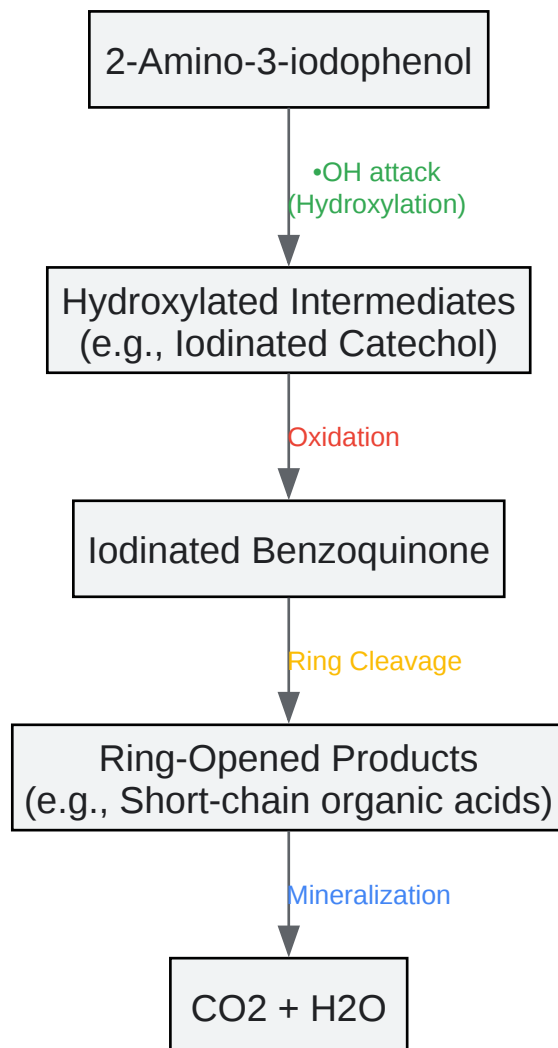 2-Amino-3-iodophenol
•OH attack
(Hydroxylation)
Hydroxylated Intermediates
(e.g., Iodinated Catechol)
Oxidation
Iodinated Benzoquinone
Ring Cleavage
Ring-Opened Products
(e.g., Short-chain organic acids)
Mineralization
CO2 + H2O